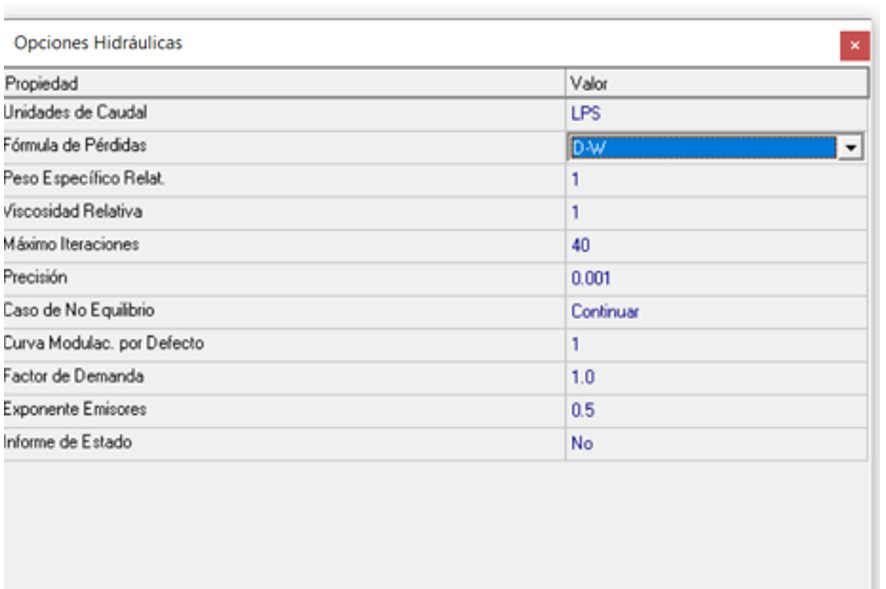 Opciones Hidráulicas
×
Propiedad Valor
Unidades de Caudal LPS
Fórmula de Pérdidas D-W
Peso Específico Relat. 1
Viscosidad Relativa 1
Máximo Iteraciones 40
Precisión 0.001
Caso de No Equilibrio Continuar
Curva Modulac. por Defecto 1
Factor de Demanda 1.0
Exponente Emisores 0.5
Informe de Estado No